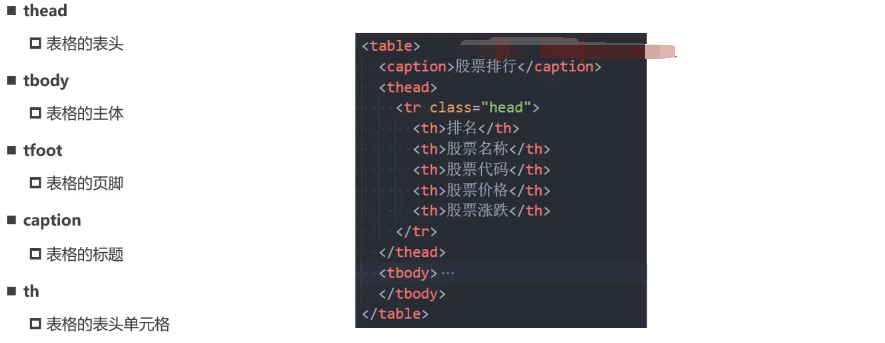 thead
表格的表头
tbody
表格的主体
tfoot
表格的页脚
caption
表格的标题
th
表格的表头单元格
<table>
<caption>股票排行</caption>
<thead>
<tr class="head">
<th>排名</th>
<th>股票名称</th>
<th>股票代码</th>
<th>股票价格</th>
<th>股票涨跌</th>
</tr>
</thead>
<tbody>…
</tbody>
</table>